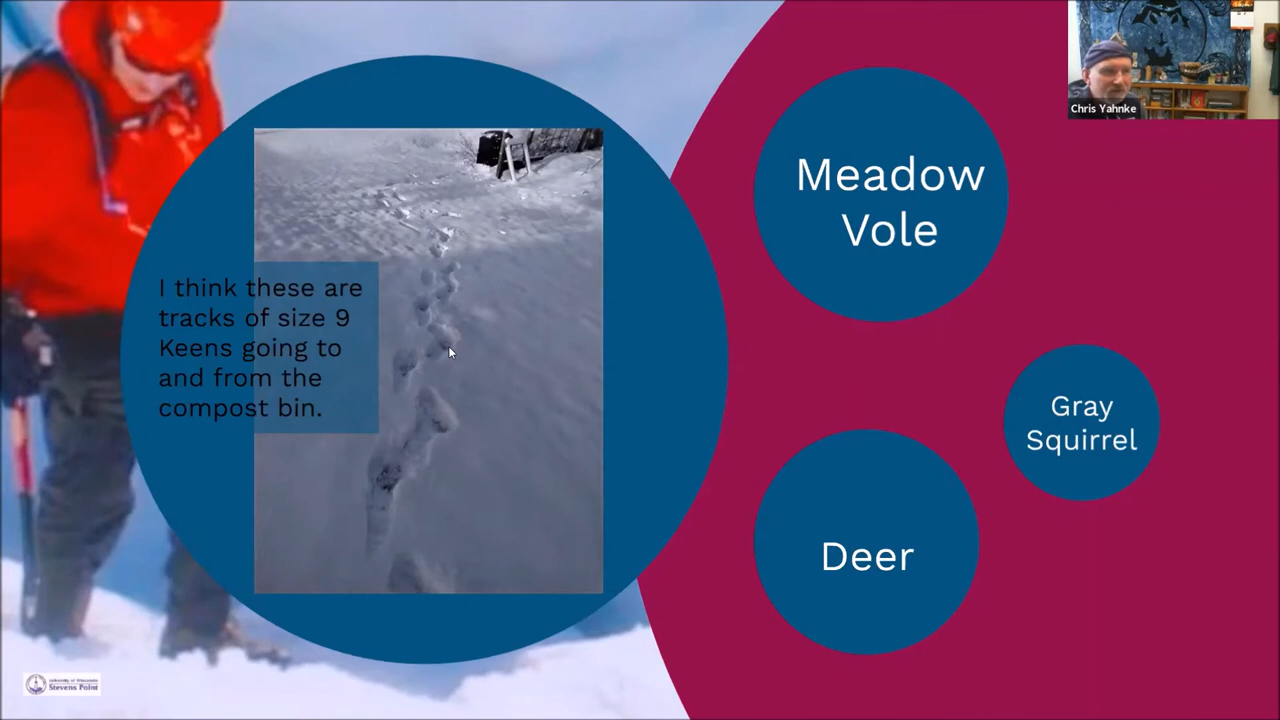 Chris Yahnke
I think these are
tracks of size 9
Keens going to
and from the
compost bin.
Meadow
Vole
Gray
Squirrel
Deer
University of Wisconsin
Stevens Point